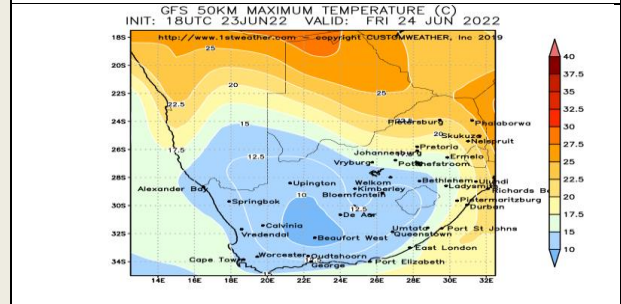 GFS 50KM MAXIMUM TEMPERATURE (C)
INIT: 18UTC 23JUN22 VALID: FRI 24 JUN 2022
http://www.1stweather.com copyright CUSTOMWEATHER, Inc 2019
18S
25
20S
20
25
22S
22.5
15
24S
Pietersburg
Phalaborwa
20
Skukuza
Nelspruit
17.5
26S
12.5
Pretoria
Johannesburg
Ermelo
Vryburg
Potchefstroom
28S
Alexander Bay
Upington
Welkom
Bethlehem
Ulundi
Kimberley
Ladysmith
Richards B
10
Bloemfontein
30S
Springbok
12.5
Pietermaritzburg
De Aar
Durban
Calvinia
Umtata
Port St Johns
32S
Vredendal
Beaufort West
Queenstown
East London
34S
Cape Town
Worcester
Oudtshoorn
George
Port Elizabeth
15
14E 16E 18E 20E 22E 24E 26E 28E 30E 32E
40
37.5
35
32.5
30
27.5
25
22.5
20
17.5
15
12.5
10